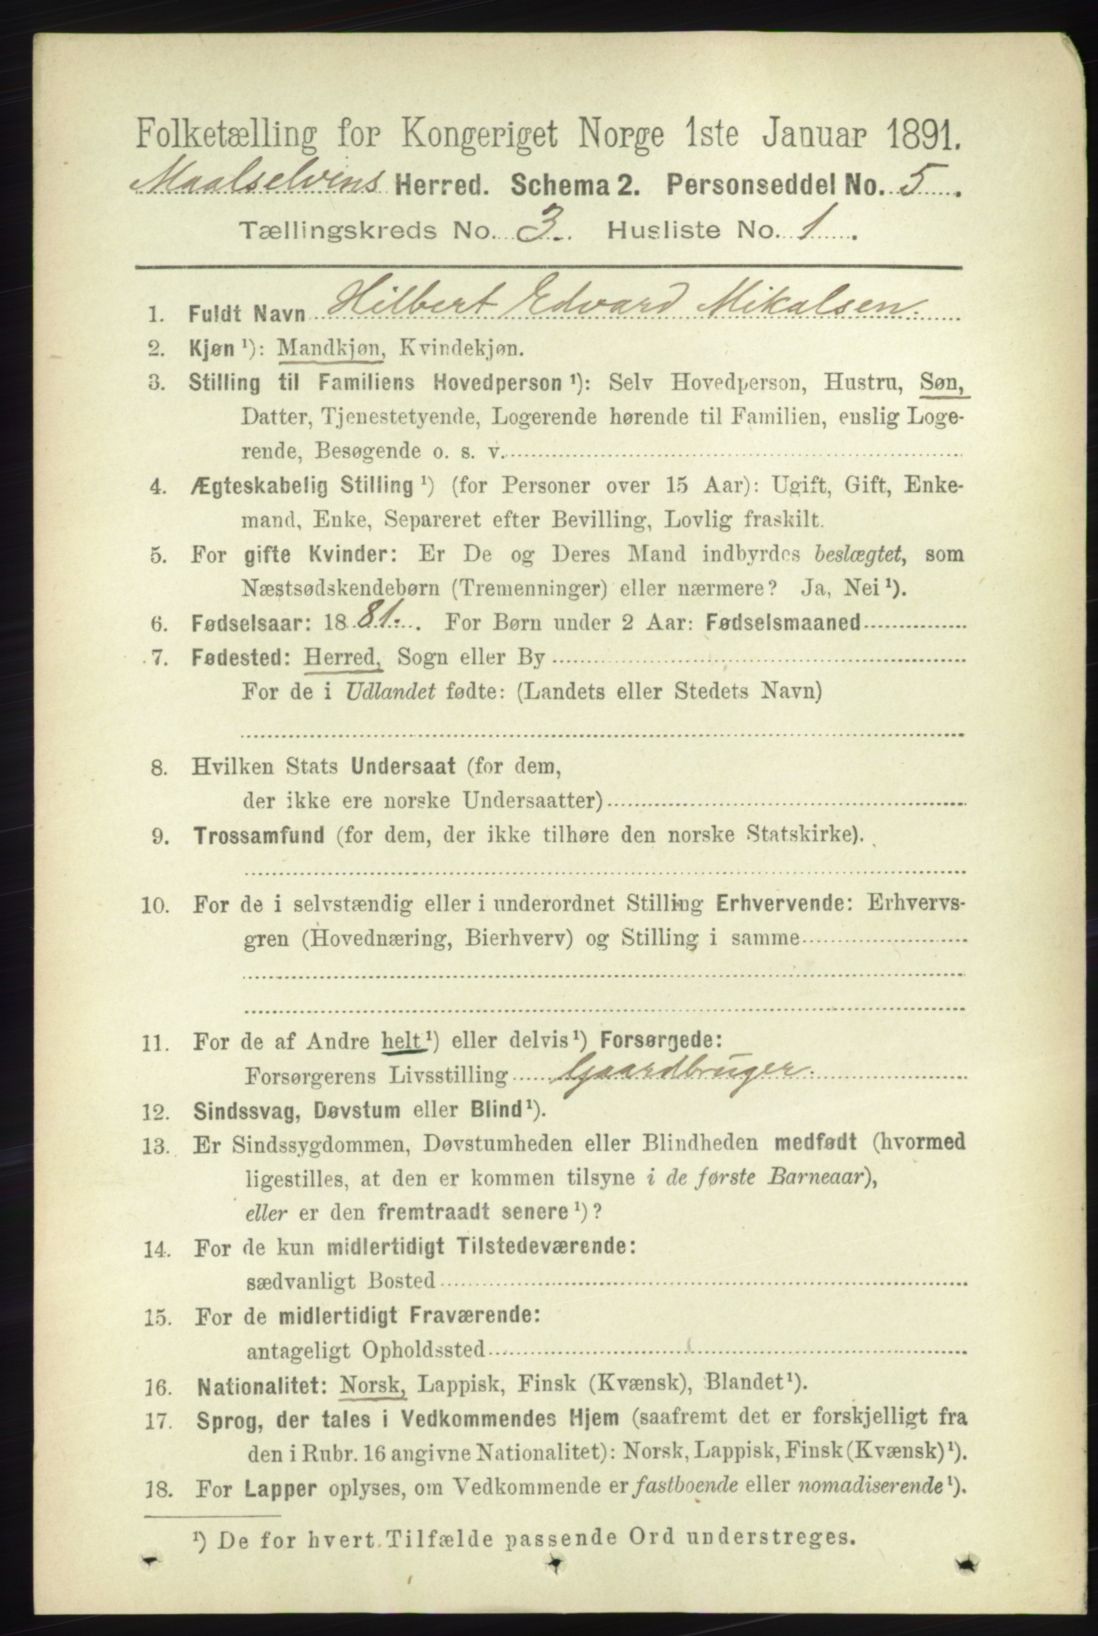 Folketælling for Kongeriget Norge 1ste Januar 1891.
Maalselvens Herred. Schema 2. Personseddel No. 5.
Tællingskreds No. 3. Husliste No. 1.
1. Fuldt Navn Hilbert Edvard Mikalsen.
2. Kjøn ¹): Mandkjøn, Kvindekjøn.
3. Stilling til Familiens Hovedperson ¹): Selv Hovedperson, Hustru, Søn,
Datter, Tjenestetyende, Logerende hørende til Familien, enslig Loge-
rende, Besøgende o. s. v.
4. Ægteskabelig Stilling ¹) (for Personer over 15 Aar): Ugift, Gift, Enke-
mand, Enke, Separeret efter Bevilling, Lovlig fraskilt.
5. For gifte Kvinder: Er De og Deres Mand indbyrdes beslægtet, som
Næstsødskendebørn (Tremenninger) eller nærmere? Ja, Nei ¹).
6. Fødselsaar: 1881. For Børn under 2 Aar: Fødselsmaaned
7. Fødested: Herred, Sogn eller By
For de i Udlandet fødte: (Landets eller Stedets Navn)
8. Hvilken Stats Undersaat (for dem,
der ikke ere norske Undersaatter)
9. Trossamfund (for dem, der ikke tilhøre den norske Statskirke).
10. For de i selvstændig eller i underordnet Stilling Erhvervende: Erhvervs-
gren (Hovednæring, Bierhverv) og Stilling i samme
11. For de af Andre helt ¹) eller delvis ¹) Forsørgede:
Forsørgerens Livsstilling Gaardbruger.
12. Sindssvag, Døvstum eller Blind ¹).
13. Er Sindssygdommen, Døvstumheden eller Blindheden medfødt (hvormed
ligestilles, at den er kommen tilsyne i de første Barneaar),
eller er den fremtraadt senere ¹)?
14. For de kun midlertidigt Tilstedeværende:
sædvanligt Bosted
15. For de midlertidigt Fraværende:
antageligt Opholdssted
16. Nationalitet: Norsk, Lappisk, Finsk (Kvænsk), Blandet ¹).
17. Sprog, der tales i Vedkommendes Hjem (saafremt det er forskjelligt fra
den i Rubr. 16 angivne Nationalitet): Norsk, Lappisk, Finsk (Kvænsk) ¹).
18. For Lapper oplyses, om Vedkommende er fastboende eller nomadiserende ¹).
¹) De for hvert Tilfælde passende Ord understreges.